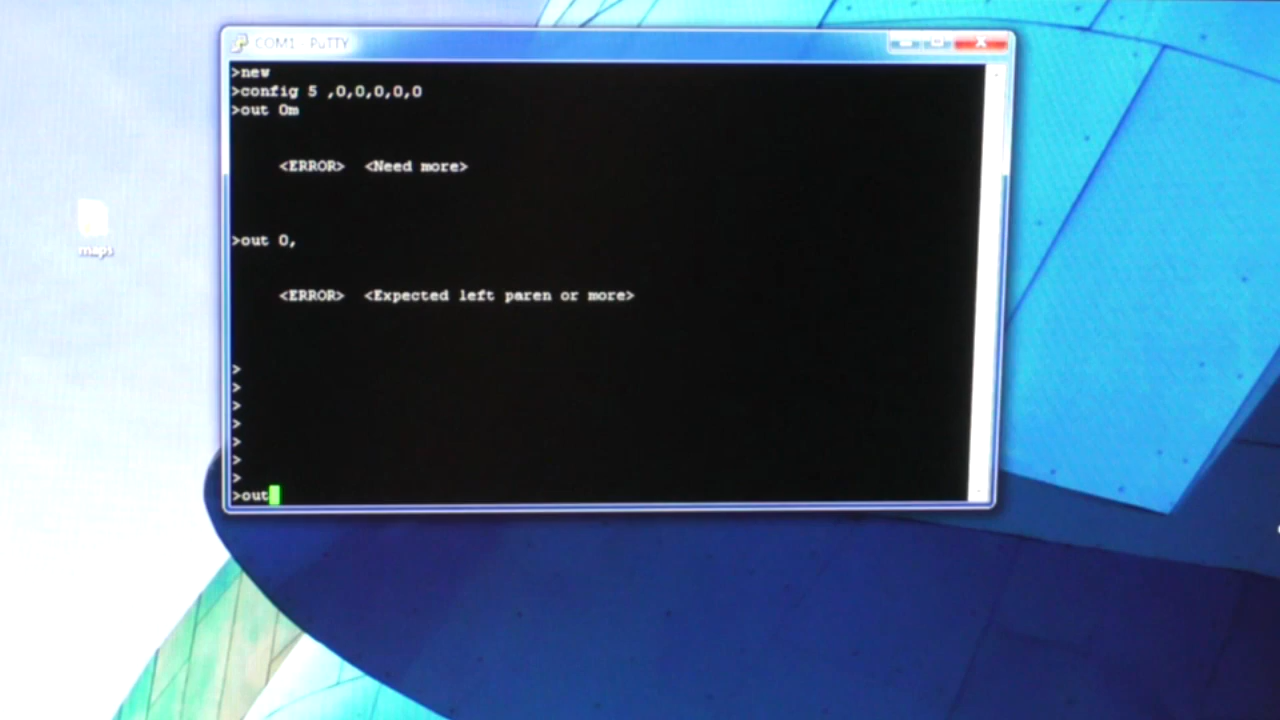 COM1 - PuTTY
>new
>config 5 ,0,0,0,0,0
>out 0m
<ERROR> <Need more>
>out 0,
<ERROR> <Expected left paren or more>
>
>
>
>
>
>
>
>out
maps